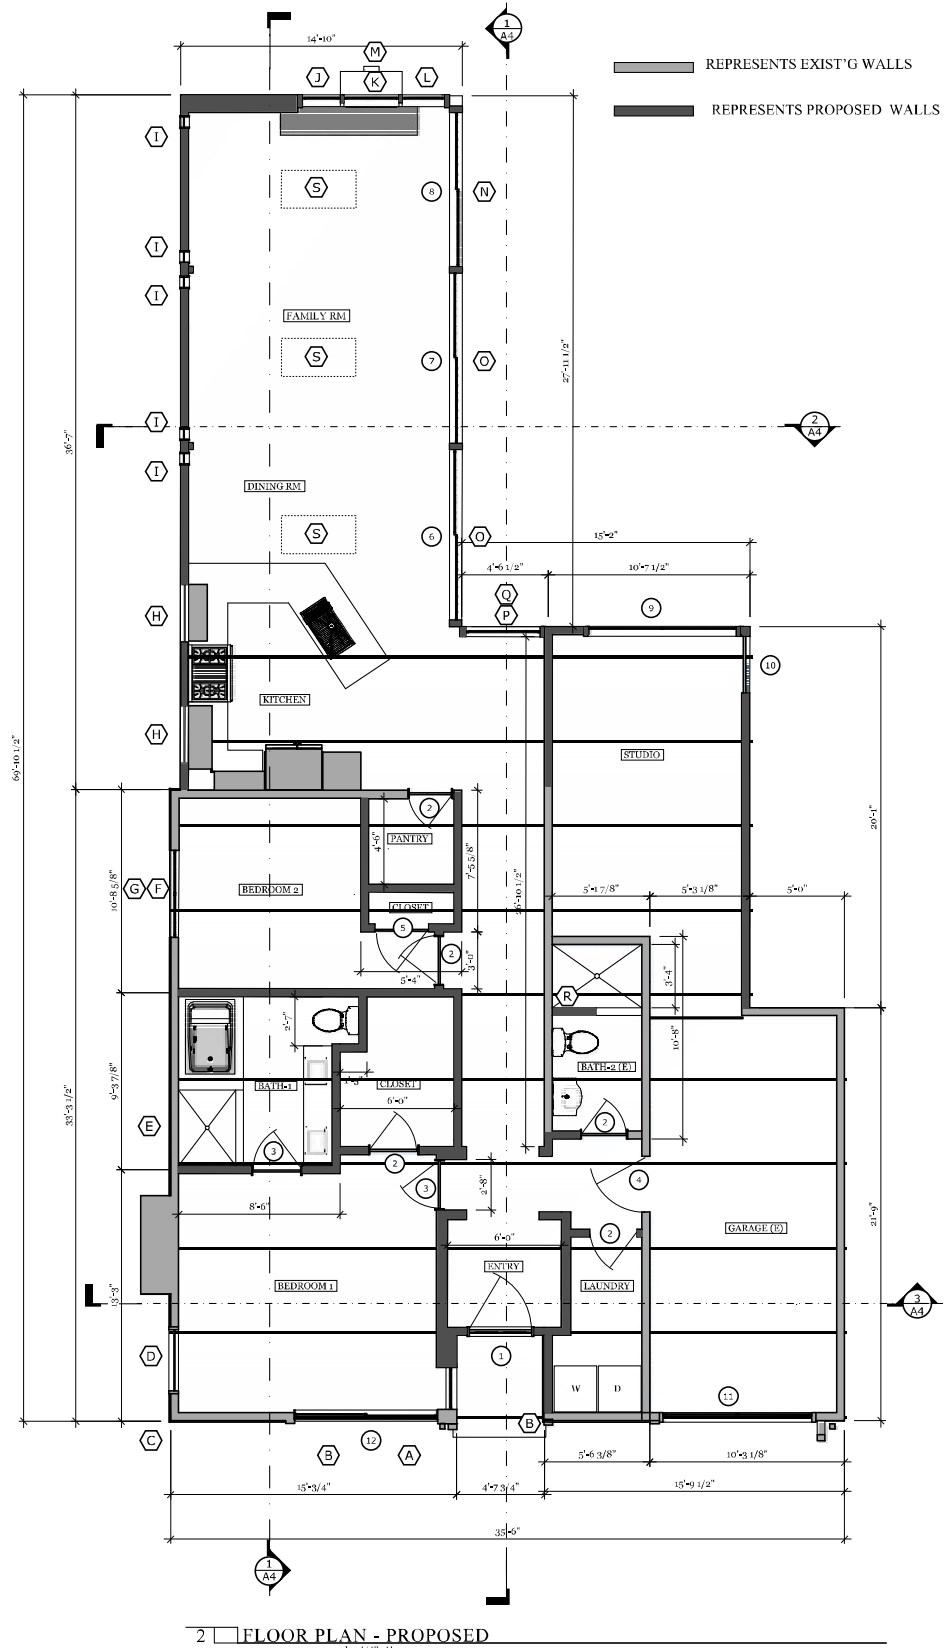 1
A4
14'-10"
M
J
K
L
REPRESENTS EXIST'G WALLS
REPRESENTS PROPOSED WALLS
I
S
8
N
I
I
FAMILY RM
S
7
O
27'-11 1/2"
I
2
A4
36'-7"
I
DINING RM
S
6
O
15'-2"
4'-6 1/2"
10'-7 1/2"
Q
P
H
9
10
KITCHEN
H
STUDIO
69'-10 1/2"
2
PANTRY
4'-6"
7'-5 5/8"
20'-1"
G
F
BEDROOM 2
10'-8 5/8"
26'-10 1/2"
5'-1 7/8"
5'-3 1/8"
5'-0"
CLOSET
5
2
3'-0"
5'-4"
3'-4"
R
2'-7"
10'-8"
BATH-2 (E)
9'-3 7/8"
BATH-1
CLOSET
1'-5"
6'-0"
33'-3 1/2"
E
2
3
2
3
2'-8"
4
8'-6"
21'-9"
6'-0"
2
GARAGE (E)
ENTRY
BEDROOM 1
LAUNDRY
13'-3"
3
A4
D
1
W
D
11
C
B
12
A
B
5'-6 3/8"
10'-3 1/8"
15'-3/4"
4'-7 3/4"
15'-9 1/2"
35'-6"
1
A4
2
FLOOR PLAN - PROPOSED